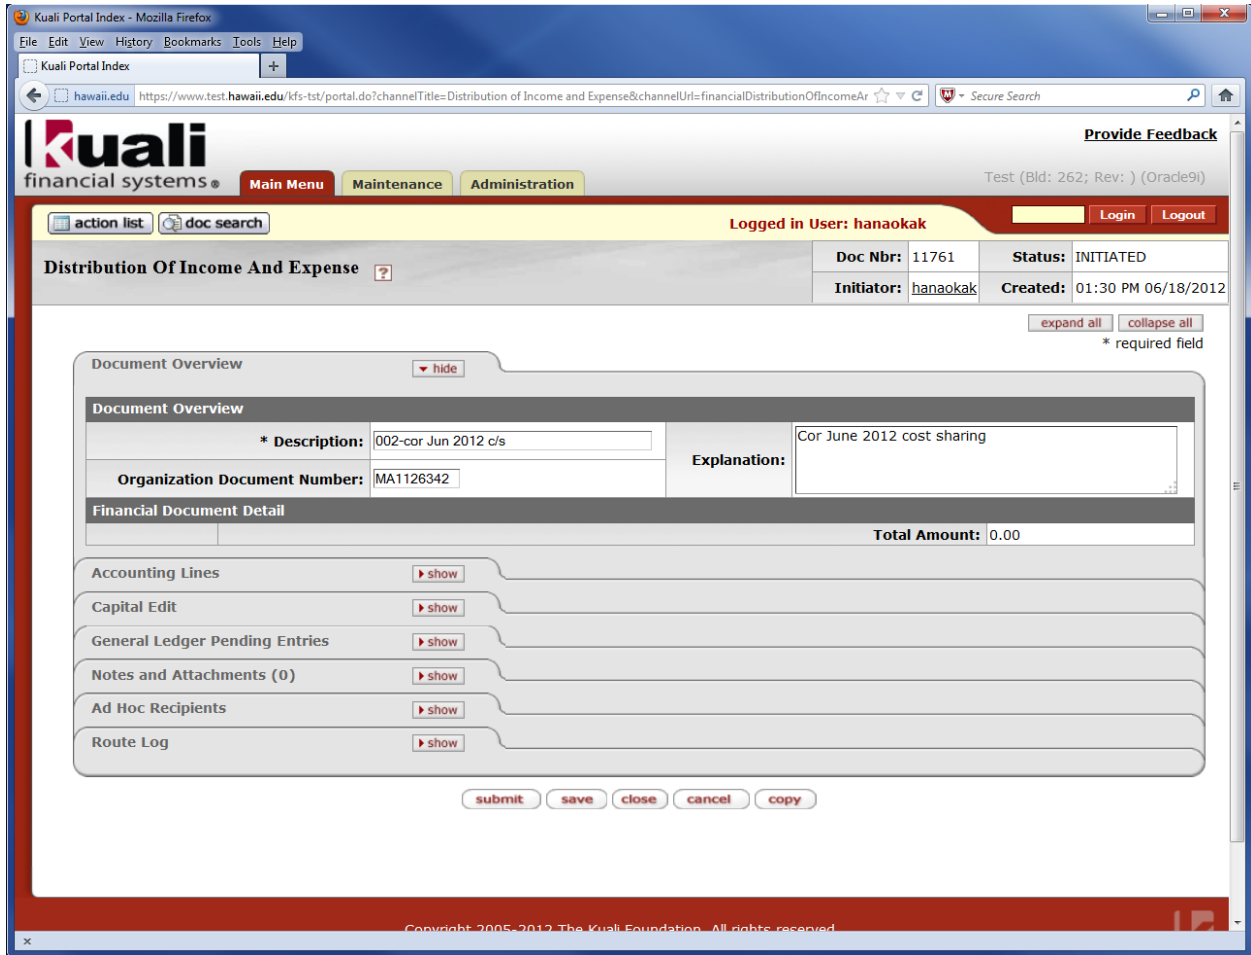 Kuali Portal Index - Mozilla Firefox
File Edit View History Bookmarks Tools Help
Kuali Portal Index +
hawaii.edu https://www.test.hawaii.edu/kfs-tst/portal.do?channelTitle=Distribution of Income and Expense&channelUrl=financialDistributionOfIncomeAr Secure Search
Provide Feedback
kuali
financial systems®
Main Menu Maintenance Administration
Test (Bld: 262; Rev: ) (Oracle9i)
action list doc search Logged in User: hanaokak Login Logout
Distribution Of Income And Expense ?
Doc Nbr: 11761 Status: INITIATED
Initiator: hanaokak Created: 01:30 PM 06/18/2012
expand all collapse all
* required field
Document Overview hide
Document Overview
* Description: 002-cor Jun 2012 c/s
Explanation: Cor June 2012 cost sharing
Organization Document Number: MA1126342
Financial Document Detail
Total Amount: 0.00
Accounting Lines show
Capital Edit show
General Ledger Pending Entries show
Notes and Attachments (0) show
Ad Hoc Recipients show
Route Log show
submit save close cancel copy
Copyright 2005-2012 The Kuali Foundation. All rights reserved.
x